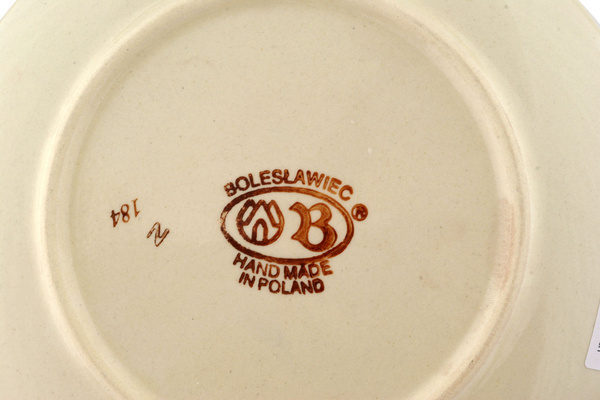 BOLESŁAWIEC
B ®
HAND MADE
IN POLAND
184
N